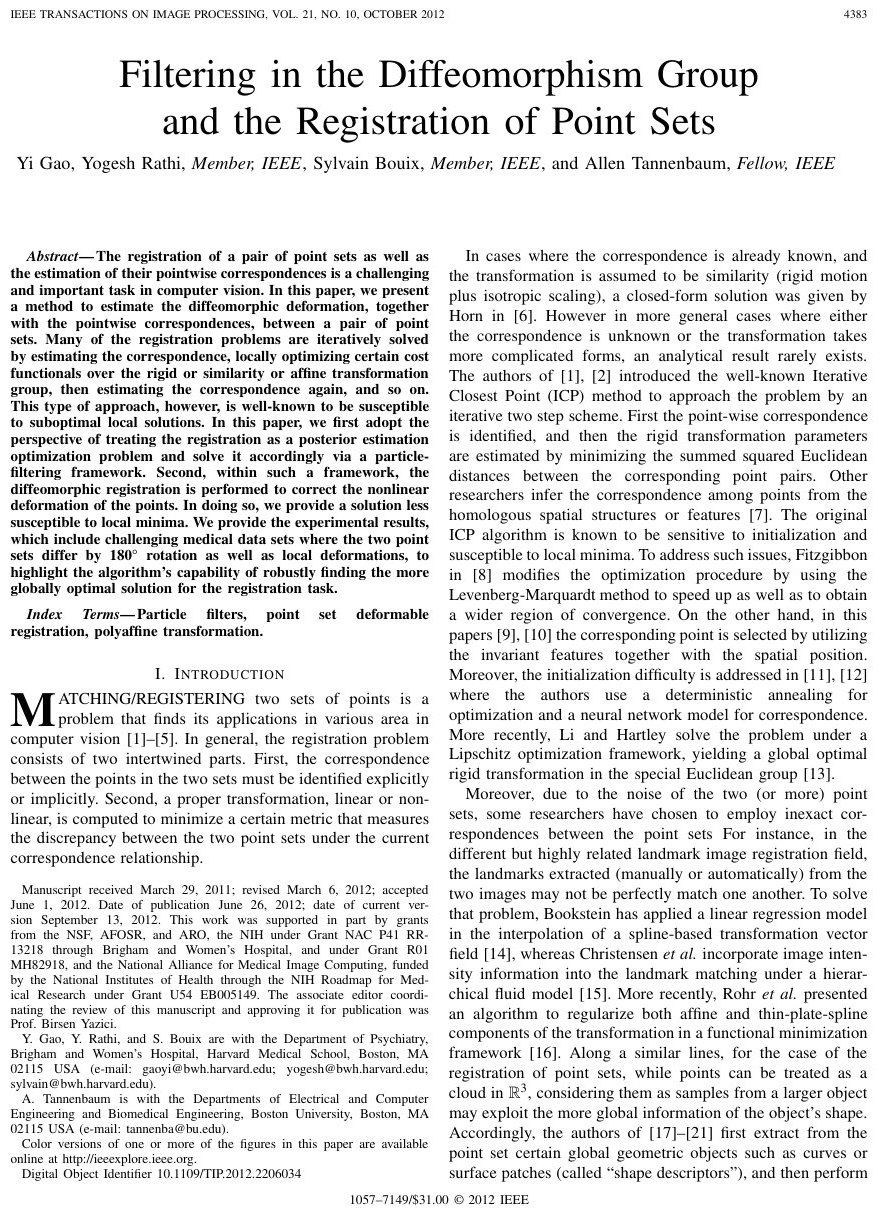 IEEE TRANSACTIONS ON IMAGE PROCESSING, VOL. 21, NO. 10, OCTOBER 2012 4383
Filtering in the Diffeomorphism Group
and the Registration of Point Sets
Yi Gao, Yogesh Rathi, Member, IEEE, Sylvain Bouix, Member, IEEE, and Allen Tannenbaum, Fellow, IEEE
Abstract—The registration of a pair of point sets as well as
the estimation of their pointwise correspondences is a challenging
and important task in computer vision. In this paper, we present
a method to estimate the diffeomorphic deformation, together
with the pointwise correspondences, between a pair of point
sets. Many of the registration problems are iteratively solved
by estimating the correspondence, locally optimizing certain cost
functionals over the rigid or similarity or affine transformation
group, then estimating the correspondence again, and so on.
This type of approach, however, is well-known to be susceptible
to suboptimal local solutions. In this paper, we first adopt the
perspective of treating the registration as a posterior estimation
optimization problem and solve it accordingly via a particle-
filtering framework. Second, within such a framework, the
diffeomorphic registration is performed to correct the nonlinear
deformation of the points. In doing so, we provide a solution less
susceptible to local minima. We provide the experimental results,
which include challenging medical data sets where the two point
sets differ by 180° rotation as well as local deformations, to
highlight the algorithm's capability of robustly finding the more
globally optimal solution for the registration task.
Index Terms—Particle filters, point set deformable
registration, polyaffine transformation.
I. INTRODUCTION
MATCHING/REGISTERING two sets of points is a
problem that finds its applications in various area in
computer vision [1]–[5]. In general, the registration problem
consists of two intertwined parts. First, the correspondence
between the points in the two sets must be identified explicitly
or implicitly. Second, a proper transformation, linear or non-
linear, is computed to minimize a certain metric that measures
the discrepancy between the two point sets under the current
correspondence relationship.
Manuscript received March 29, 2011; revised March 6, 2012; accepted
June 1, 2012. Date of publication June 26, 2012; date of current ver-
sion September 13, 2012. This work was supported in part by grants
from the NSF, AFOSR, and ARO, the NIH under Grant NAC P41 RR-
13218 through Brigham and Women's Hospital, and under Grant R01
MH82918, and the National Alliance for Medical Image Computing, funded
by the National Institutes of Health through the NIH Roadmap for Med-
ical Research under Grant U54 EB005149. The associate editor coordi-
nating the review of this manuscript and approving it for publication was
Prof. Birsen Yazici.
Y. Gao, Y. Rathi, and S. Bouix are with the Department of Psychiatry,
Brigham and Women's Hospital, Harvard Medical School, Boston, MA
02115 USA (e-mail: gaoyi@bwh.harvard.edu; yogesh@bwh.harvard.edu;
sylvain@bwh.harvard.edu).
A. Tannenbaum is with the Departments of Electrical and Computer
Engineering and Biomedical Engineering, Boston University, Boston, MA
02115 USA (e-mail: tannenba@bu.edu).
Color versions of one or more of the figures in this paper are available
online at http://ieeexplore.ieee.org.
Digital Object Identifier 10.1109/TIP.2012.2206034
In cases where the correspondence is already known, and
the transformation is assumed to be similarity (rigid motion
plus isotropic scaling), a closed-form solution was given by
Horn in [6]. However in more general cases where either
the correspondence is unknown or the transformation takes
more complicated forms, an analytical result rarely exists.
The authors of [1], [2] introduced the well-known Iterative
Closest Point (ICP) method to approach the problem by an
iterative two step scheme. First the point-wise correspondence
is identified, and then the rigid transformation parameters
are estimated by minimizing the summed squared Euclidean
distances between the corresponding point pairs. Other
researchers infer the correspondence among points from the
homologous spatial structures or features [7]. The original
ICP algorithm is known to be sensitive to initialization and
susceptible to local minima. To address such issues, Fitzgibbon
in [8] modifies the optimization procedure by using the
Levenberg-Marquardt method to speed up as well as to obtain
a wider region of convergence. On the other hand, in this
papers [9], [10] the corresponding point is selected by utilizing
the invariant features together with the spatial position.
Moreover, the initialization difficulty is addressed in [11], [12]
where the authors use a deterministic annealing for
optimization and a neural network model for correspondence.
More recently, Li and Hartley solve the problem under a
Lipschitz optimization framework, yielding a global optimal
rigid transformation in the special Euclidean group [13].
Moreover, due to the noise of the two (or more) point
sets, some researchers have chosen to employ inexact cor-
respondences between the point sets For instance, in the
different but highly related landmark image registration field,
the landmarks extracted (manually or automatically) from the
two images may not be perfectly match one another. To solve
that problem, Bookstein has applied a linear regression model
in the interpolation of a spline-based transformation vector
field [14], whereas Christensen et al. incorporate image inten-
sity information into the landmark matching under a hierar-
chical fluid model [15]. More recently, Rohr et al. presented
an algorithm to regularize both affine and thin-plate-spline
components of the transformation in a functional minimization
framework [16]. Along a similar lines, for the case of the
registration of point sets, while points can be treated as a
cloud in ℝ³, considering them as samples from a larger object
may exploit the more global information of the object's shape.
Accordingly, the authors of [17]–[21] first extract from the
point set certain global geometric objects such as curves or
surface patches (called “shape descriptors”), and then perform
1057–7149/$31.00 © 2012 IEEE